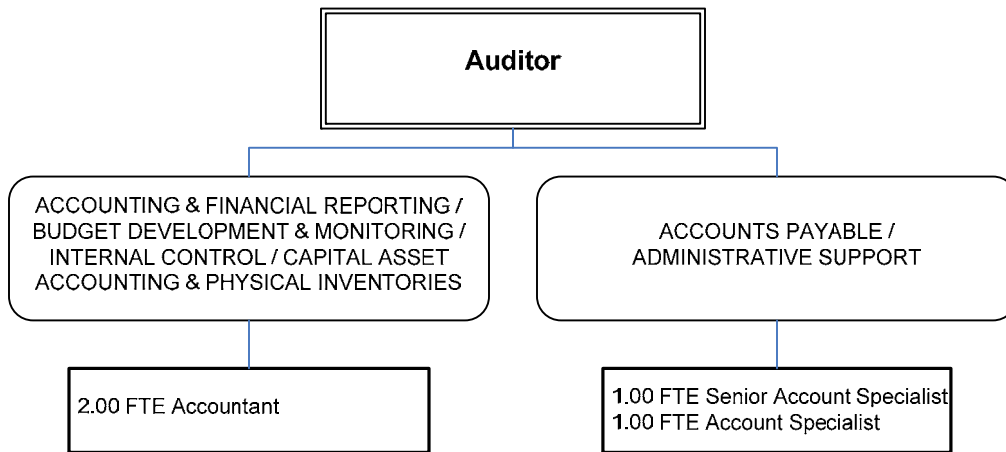 Auditor
ACCOUNTING & FINANCIAL REPORTING /
BUDGET DEVELOPMENT & MONITORING /
INTERNAL CONTROL / CAPITAL ASSET
ACCOUNTING & PHYSICAL INVENTORIES
ACCOUNTS PAYABLE /
ADMINISTRATIVE SUPPORT
2.00 FTE Accountant
1.00 FTE Senior Account Specialist
1.00 FTE Account Specialist